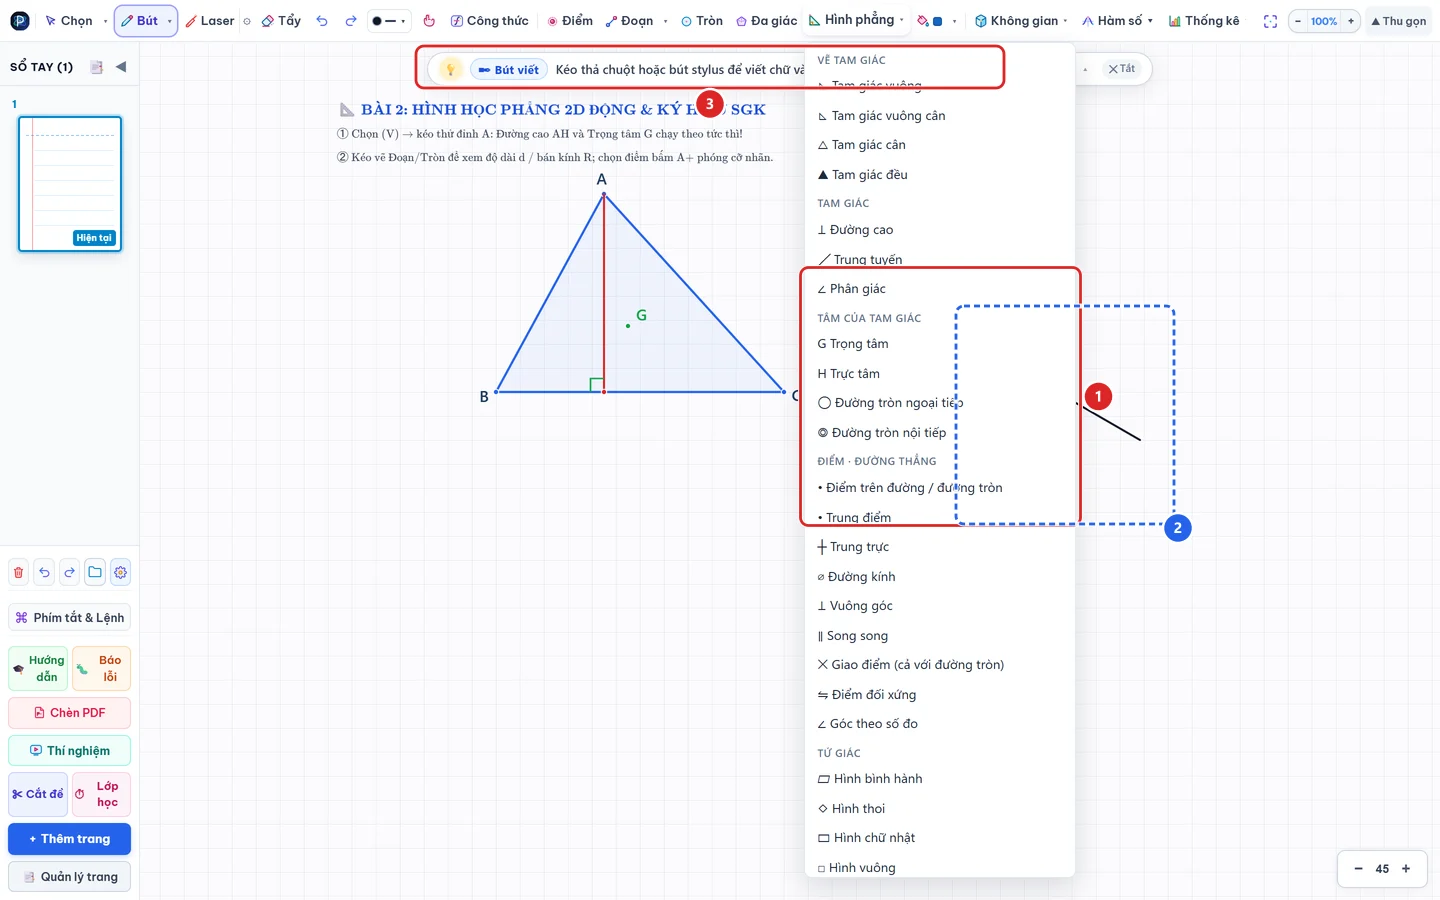 Chọn
Bút
Laser
Tẩy
Công thức
Điểm
Đoạn
Tròn
Đa giác
Hình phẳng
Không gian
Hàm số
Thống kê
− 100% +
Thu gọn
SỔ TAY (1)
1
Hiện tại
Bút viết
Kéo thả chuột hoặc bút stylus để viết chữ và
Tắt
3
BÀI 2: HÌNH HỌC PHẲNG 2D ĐỘNG & KÝ H SGK
① Chọn (V) → kéo thử đỉnh A: Đường cao AH và Trọng tâm G chạy theo tức thì!
② Kéo vẽ Đoạn/Tròn để xem độ dài d / bán kính R; chọn điểm bấm A+ phóng cỡ nhãn.
A
G
B
C
VẼ TAM GIÁC
Tam giác vuông
Tam giác vuông cân
Tam giác cân
Tam giác đều
TAM GIÁC
Đường cao
Trung tuyến
Phân giác
TÂM CỦA TAM GIÁC
G Trọng tâm
H Trực tâm
Đường tròn ngoại tiếp
Đường tròn nội tiếp
ĐIỂM · ĐƯỜNG THẲNG
• Điểm trên đường / đường tròn
• Trung điểm
Trung trực
Đường kính
Vuông góc
Song song
Giao điểm (cả với đường tròn)
Điểm đối xứng
Góc theo số đo
TỨ GIÁC
Hình bình hành
Hình thoi
Hình chữ nhật
Hình vuông
1
2
Phím tắt & Lệnh
Hướng dẫn
Báo lỗi
Chèn PDF
Thí nghiệm
Cắt đề
Lớp học
+ Thêm trang
Quản lý trang
− 45 +